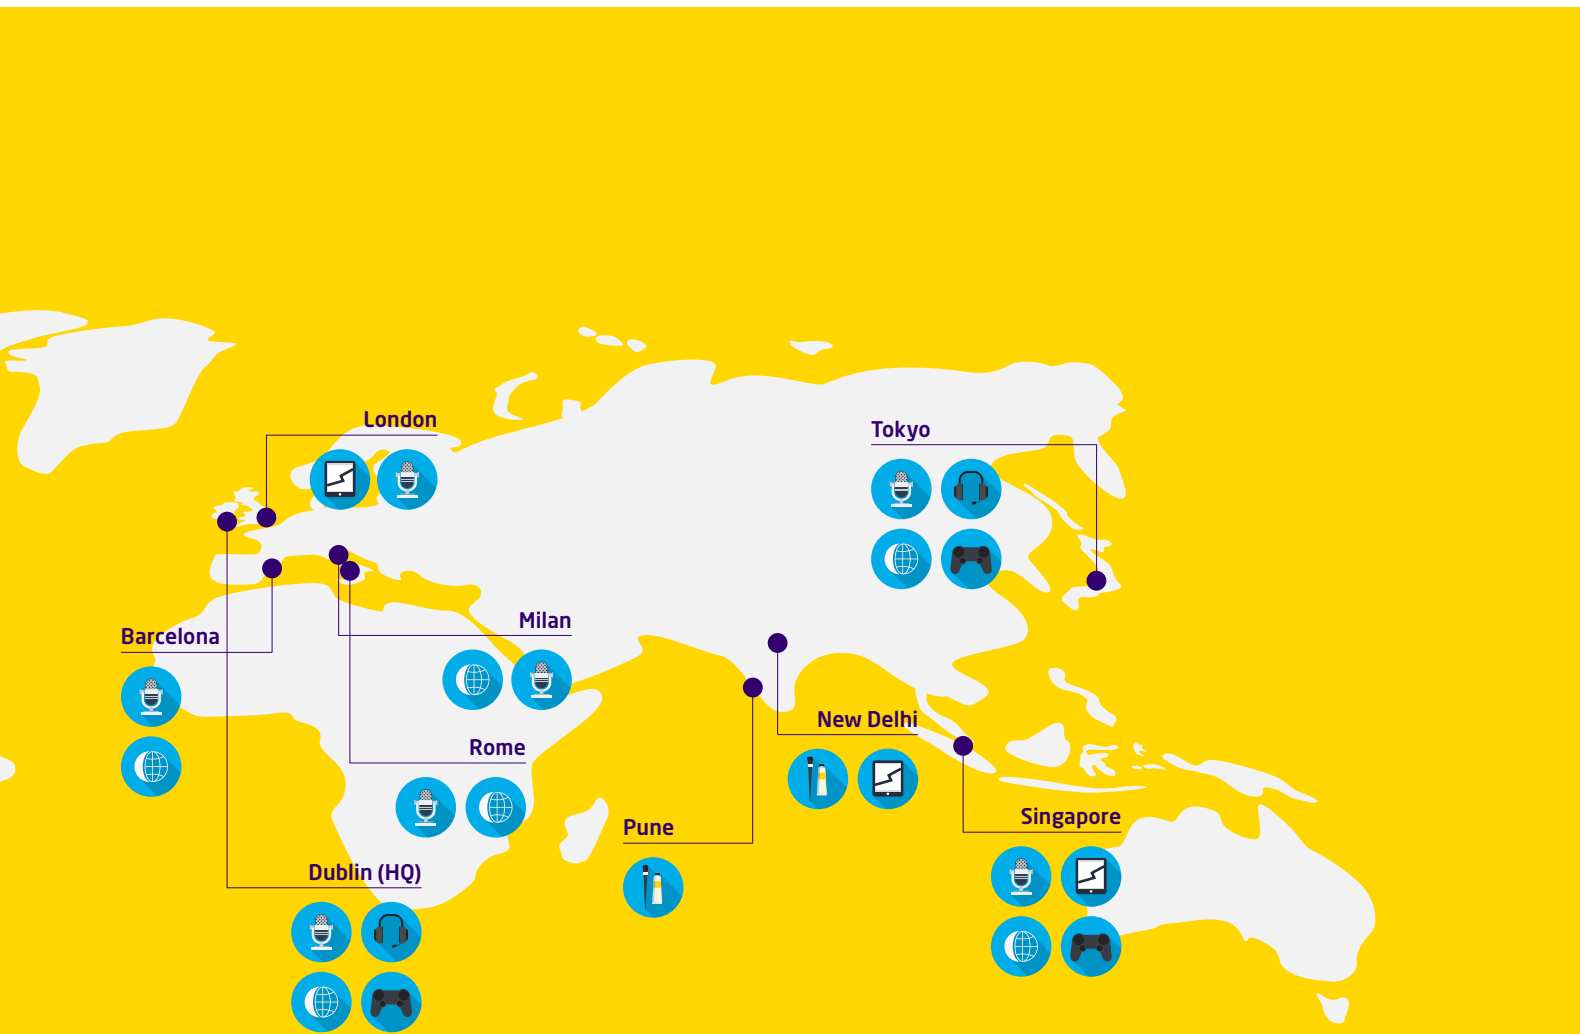 London
Tokyo
Milan
Barcelona
New Delhi
Rome
Singapore
Pune
Dublin (HQ)